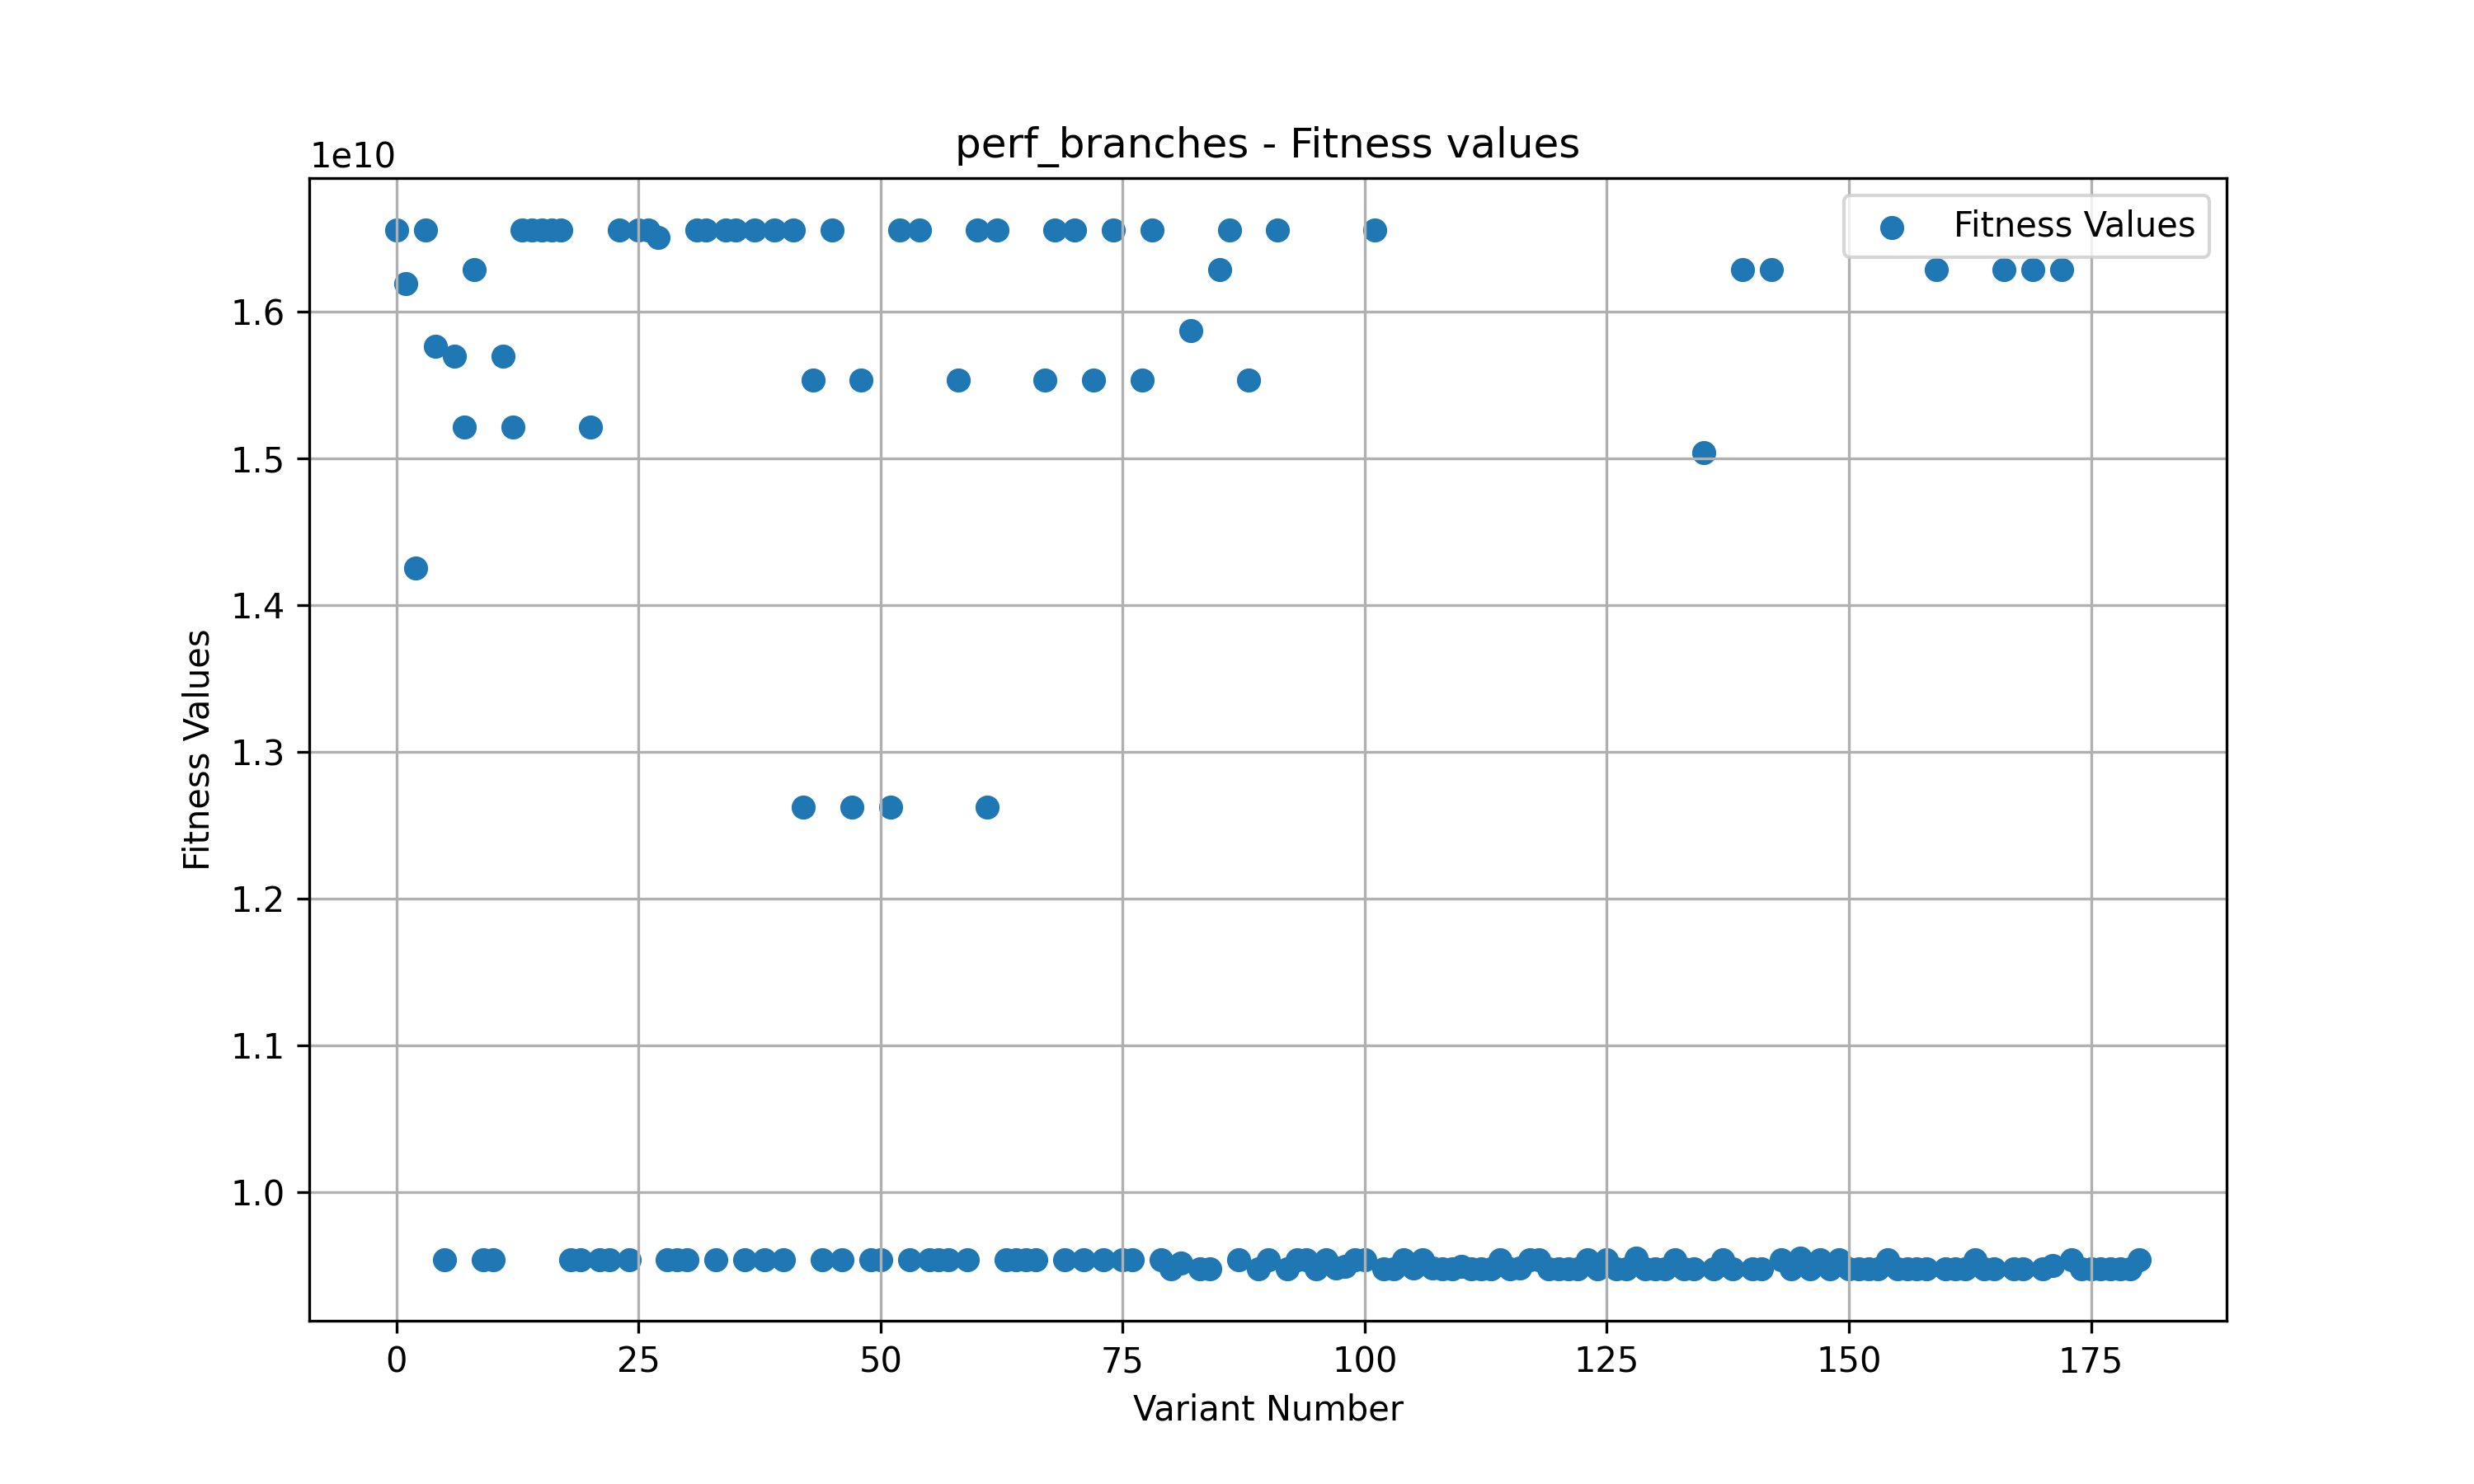 perf_branches - Fitness values
1e10
Fitness Values
1.6
1.5
1.4
1.3
1.2
1.1
1.0
Fitness Values
0 25 50 75 100 125 150 175
Variant Number